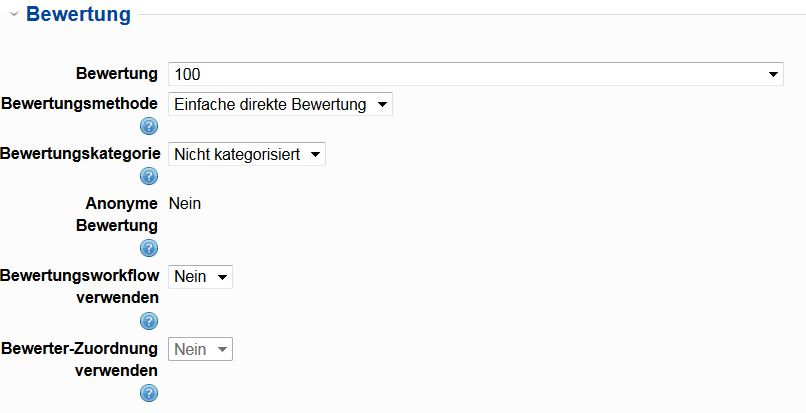 Bewertung
Bewertung 100
Bewertungsmethode Einfache direkte Bewertung
?
Bewertungskategorie Nicht kategorisiert
?
Anonyme Nein
Bewertung
?
Bewertungsworkflow Nein
verwenden
?
Bewerter-Zuordnung Nein
verwenden
?